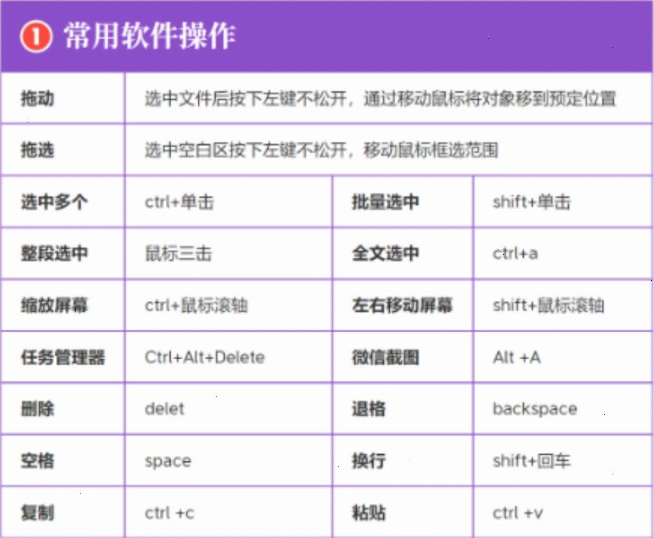 1 常用软件操作
拖动 选中文件后按下左键不松开，通过移动鼠标将对象移到预定位置
拖选 选中空白区按下左键不松开，移动鼠标框选范围
选中多个 ctrl+单击 批量选中 shift+单击
整段选中 鼠标三击 全文选中 ctrl+a
缩放屏幕 ctrl+鼠标滚轴 左右移动屏幕 shift+鼠标滚轴
任务管理器 Ctrl+Alt+Delete 微信截图 Alt +A
删除 delet 退格 backspace
空格 space 换行 shift+回车
复制 ctrl +c 粘贴 ctrl +v